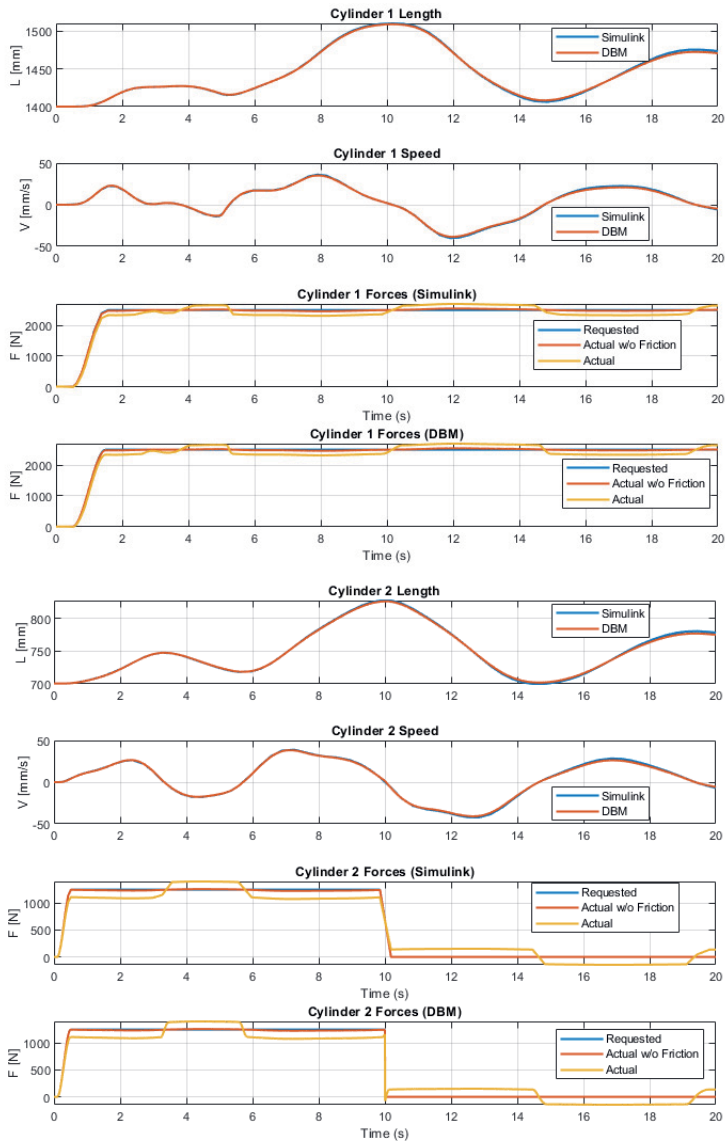 Cylinder 1 Length
L [mm]
1500
1450
1400
Simulink
DBM
0 2 4 6 8 10 12 14 16 18 20
Cylinder 1 Speed
V [mm/s]
50
0
-50
Simulink
DBM
0 2 4 6 8 10 12 14 16 18 20
Cylinder 1 Forces (Simulink)
F [N]
2000
1000
0
Requested
Actual w/o Friction
Actual
0 2 4 6 8 10 12 14 16 18 20
Time (s)
Cylinder 1 Forces (DBM)
F [N]
2000
1000
0
Requested
Actual w/o Friction
Actual
0 2 4 6 8 10 12 14 16 18 20
Time (s)
Cylinder 2 Length
L [mm]
800
750
700
Simulink
DBM
0 2 4 6 8 10 12 14 16 18 20
Cylinder 2 Speed
V [mm/s]
50
0
-50
Simulink
DBM
0 2 4 6 8 10 12 14 16 18 20
Cylinder 2 Forces (Simulink)
F [N]
1000
500
0
Requested
Actual w/o Friction
Actual
0 2 4 6 8 10 12 14 16 18 20
Time (s)
Cylinder 2 Forces (DBM)
F [N]
1000
500
0
Requested
Actual w/o Friction
Actual
0 2 4 6 8 10 12 14 16 18 20
Time (s)